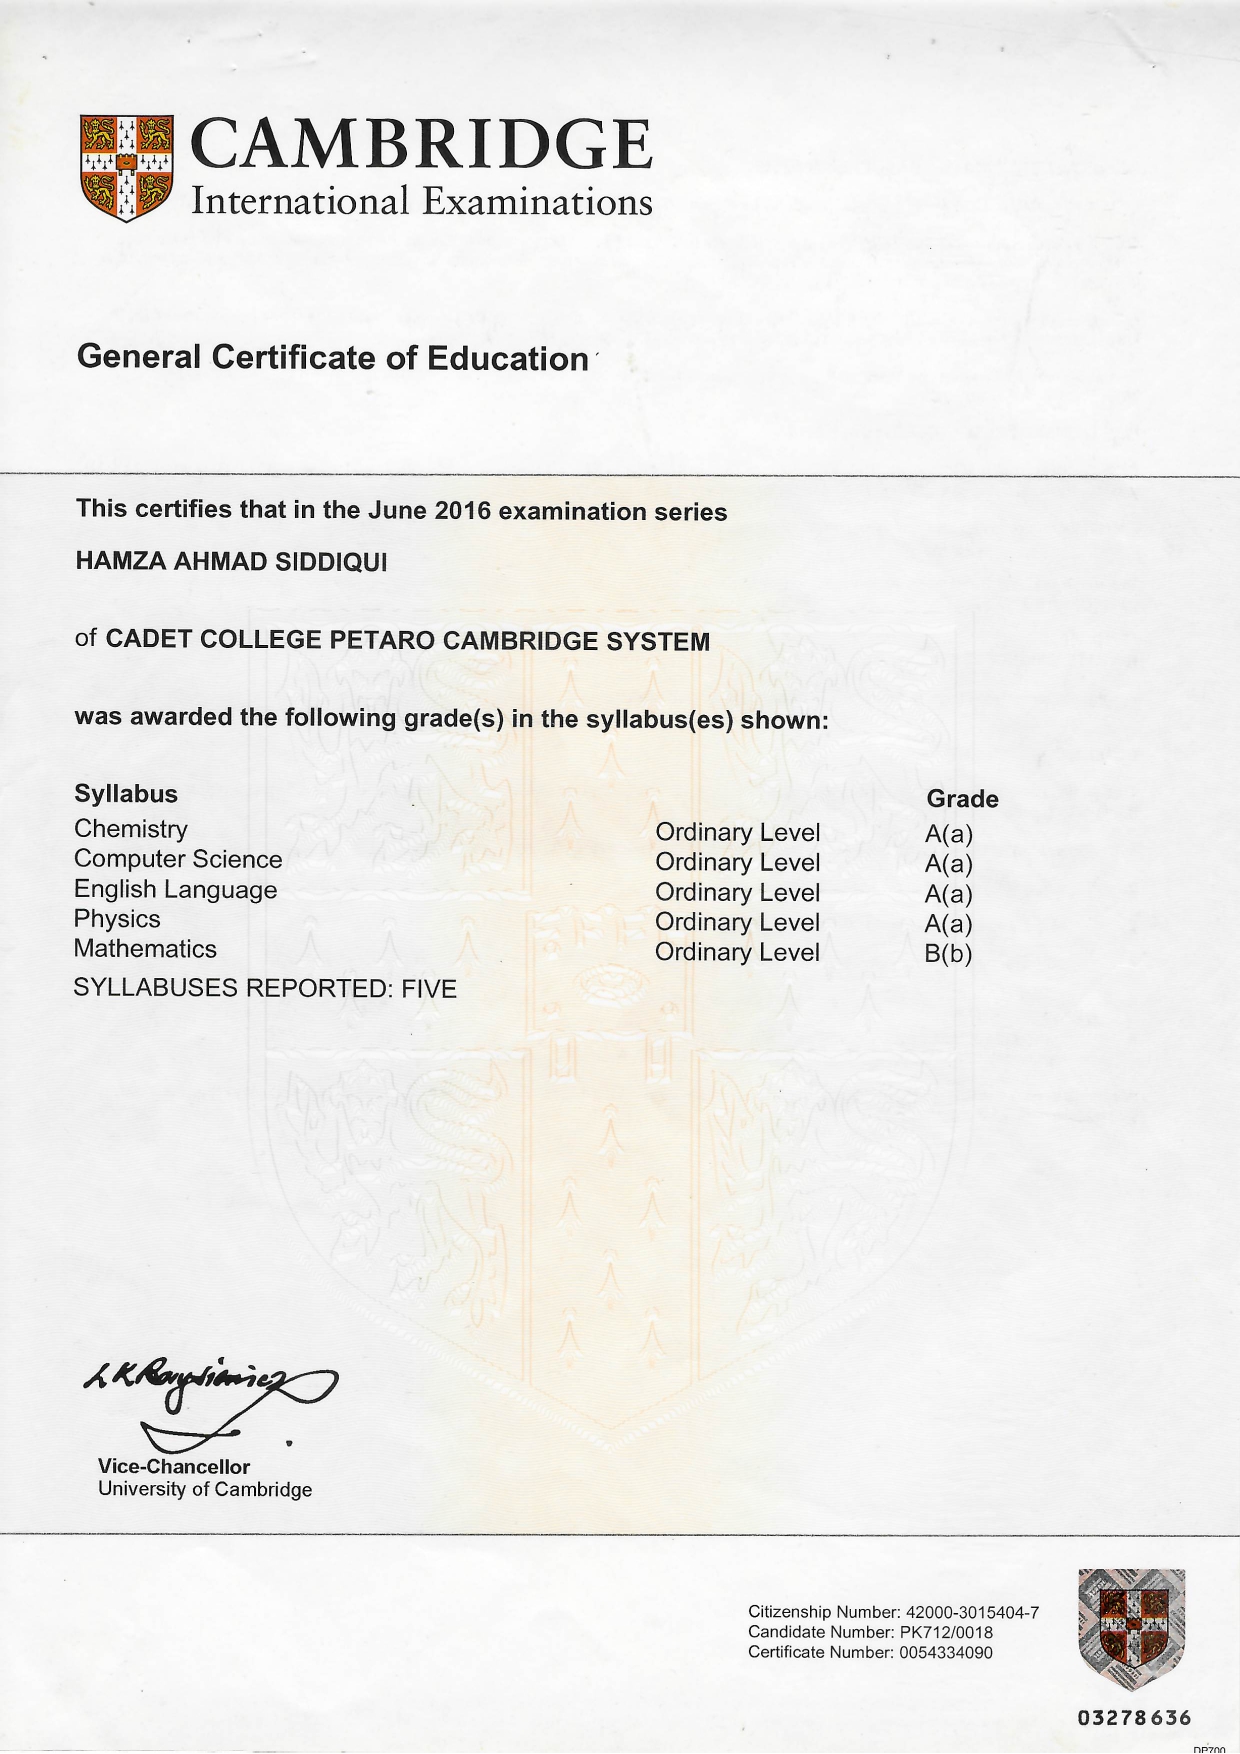 CAMBRIDGE
International Examinations
General Certificate of Education
This certifies that in the June 2016 examination series
HAMZA AHMAD SIDDIQUI
of CADET COLLEGE PETARO CAMBRIDGE SYSTEM
was awarded the following grade(s) in the syllabus(es) shown:
Syllabus Grade
Chemistry Ordinary Level A(a)
Computer Science Ordinary Level A(a)
English Language Ordinary Level A(a)
Physics Ordinary Level A(a)
Mathematics Ordinary Level B(b)
SYLLABUSES REPORTED: FIVE
Vice-Chancellor
University of Cambridge
Citizenship Number: 42000-3015404-7
Candidate Number: PK712/0018
Certificate Number: 0054334090
03278636
DP700